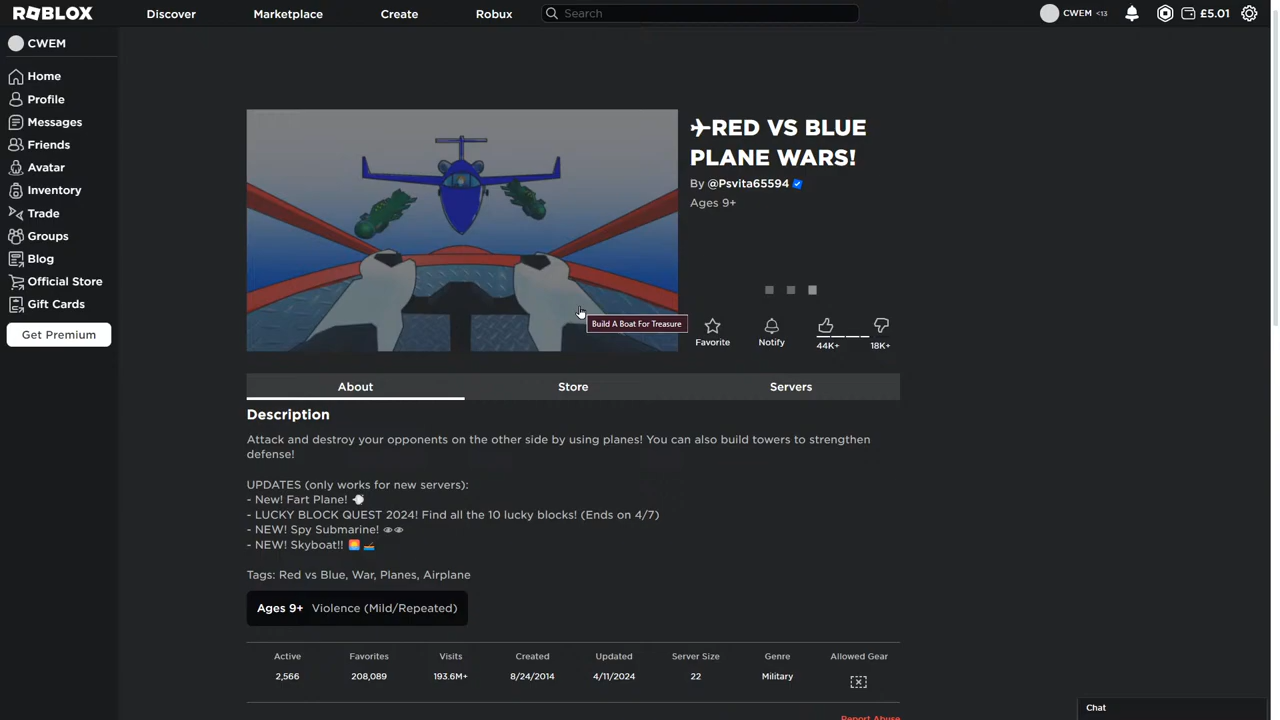 ROBLOX
Discover
Marketplace
Create
Robux
Search
CWEM <13
£5.01
CWEM
Home
Profile
Messages
Friends
Avatar
Inventory
Trade
Groups
Blog
Official Store
Gift Cards
Get Premium
✈RED VS BLUE
PLANE WARS!
By @Psvita65594
Ages 9+
Build A Boat For Treasure
Favorite
Notify
44K+
18K+
About
Store
Servers
Description
Attack and destroy your opponents on the other side by using planes! You can also build towers to strengthen
defense!
UPDATES (only works for new servers):
- New! Fart Plane! 💨
- LUCKY BLOCK QUEST 2024! Find all the 10 lucky blocks! (Ends on 4/7)
- NEW! Spy Submarine! 👁👁
- NEW! Skyboat!! 🌅 🚣
Tags: Red vs Blue, War, Planes, Airplane
Ages 9+ Violence (Mild/Repeated)
Active
Favorites
Visits
Created
Updated
Server Size
Genre
Allowed Gear
2,566
208,089
193.6M+
8/24/2014
4/11/2024
22
Military
Report Abuse
Chat